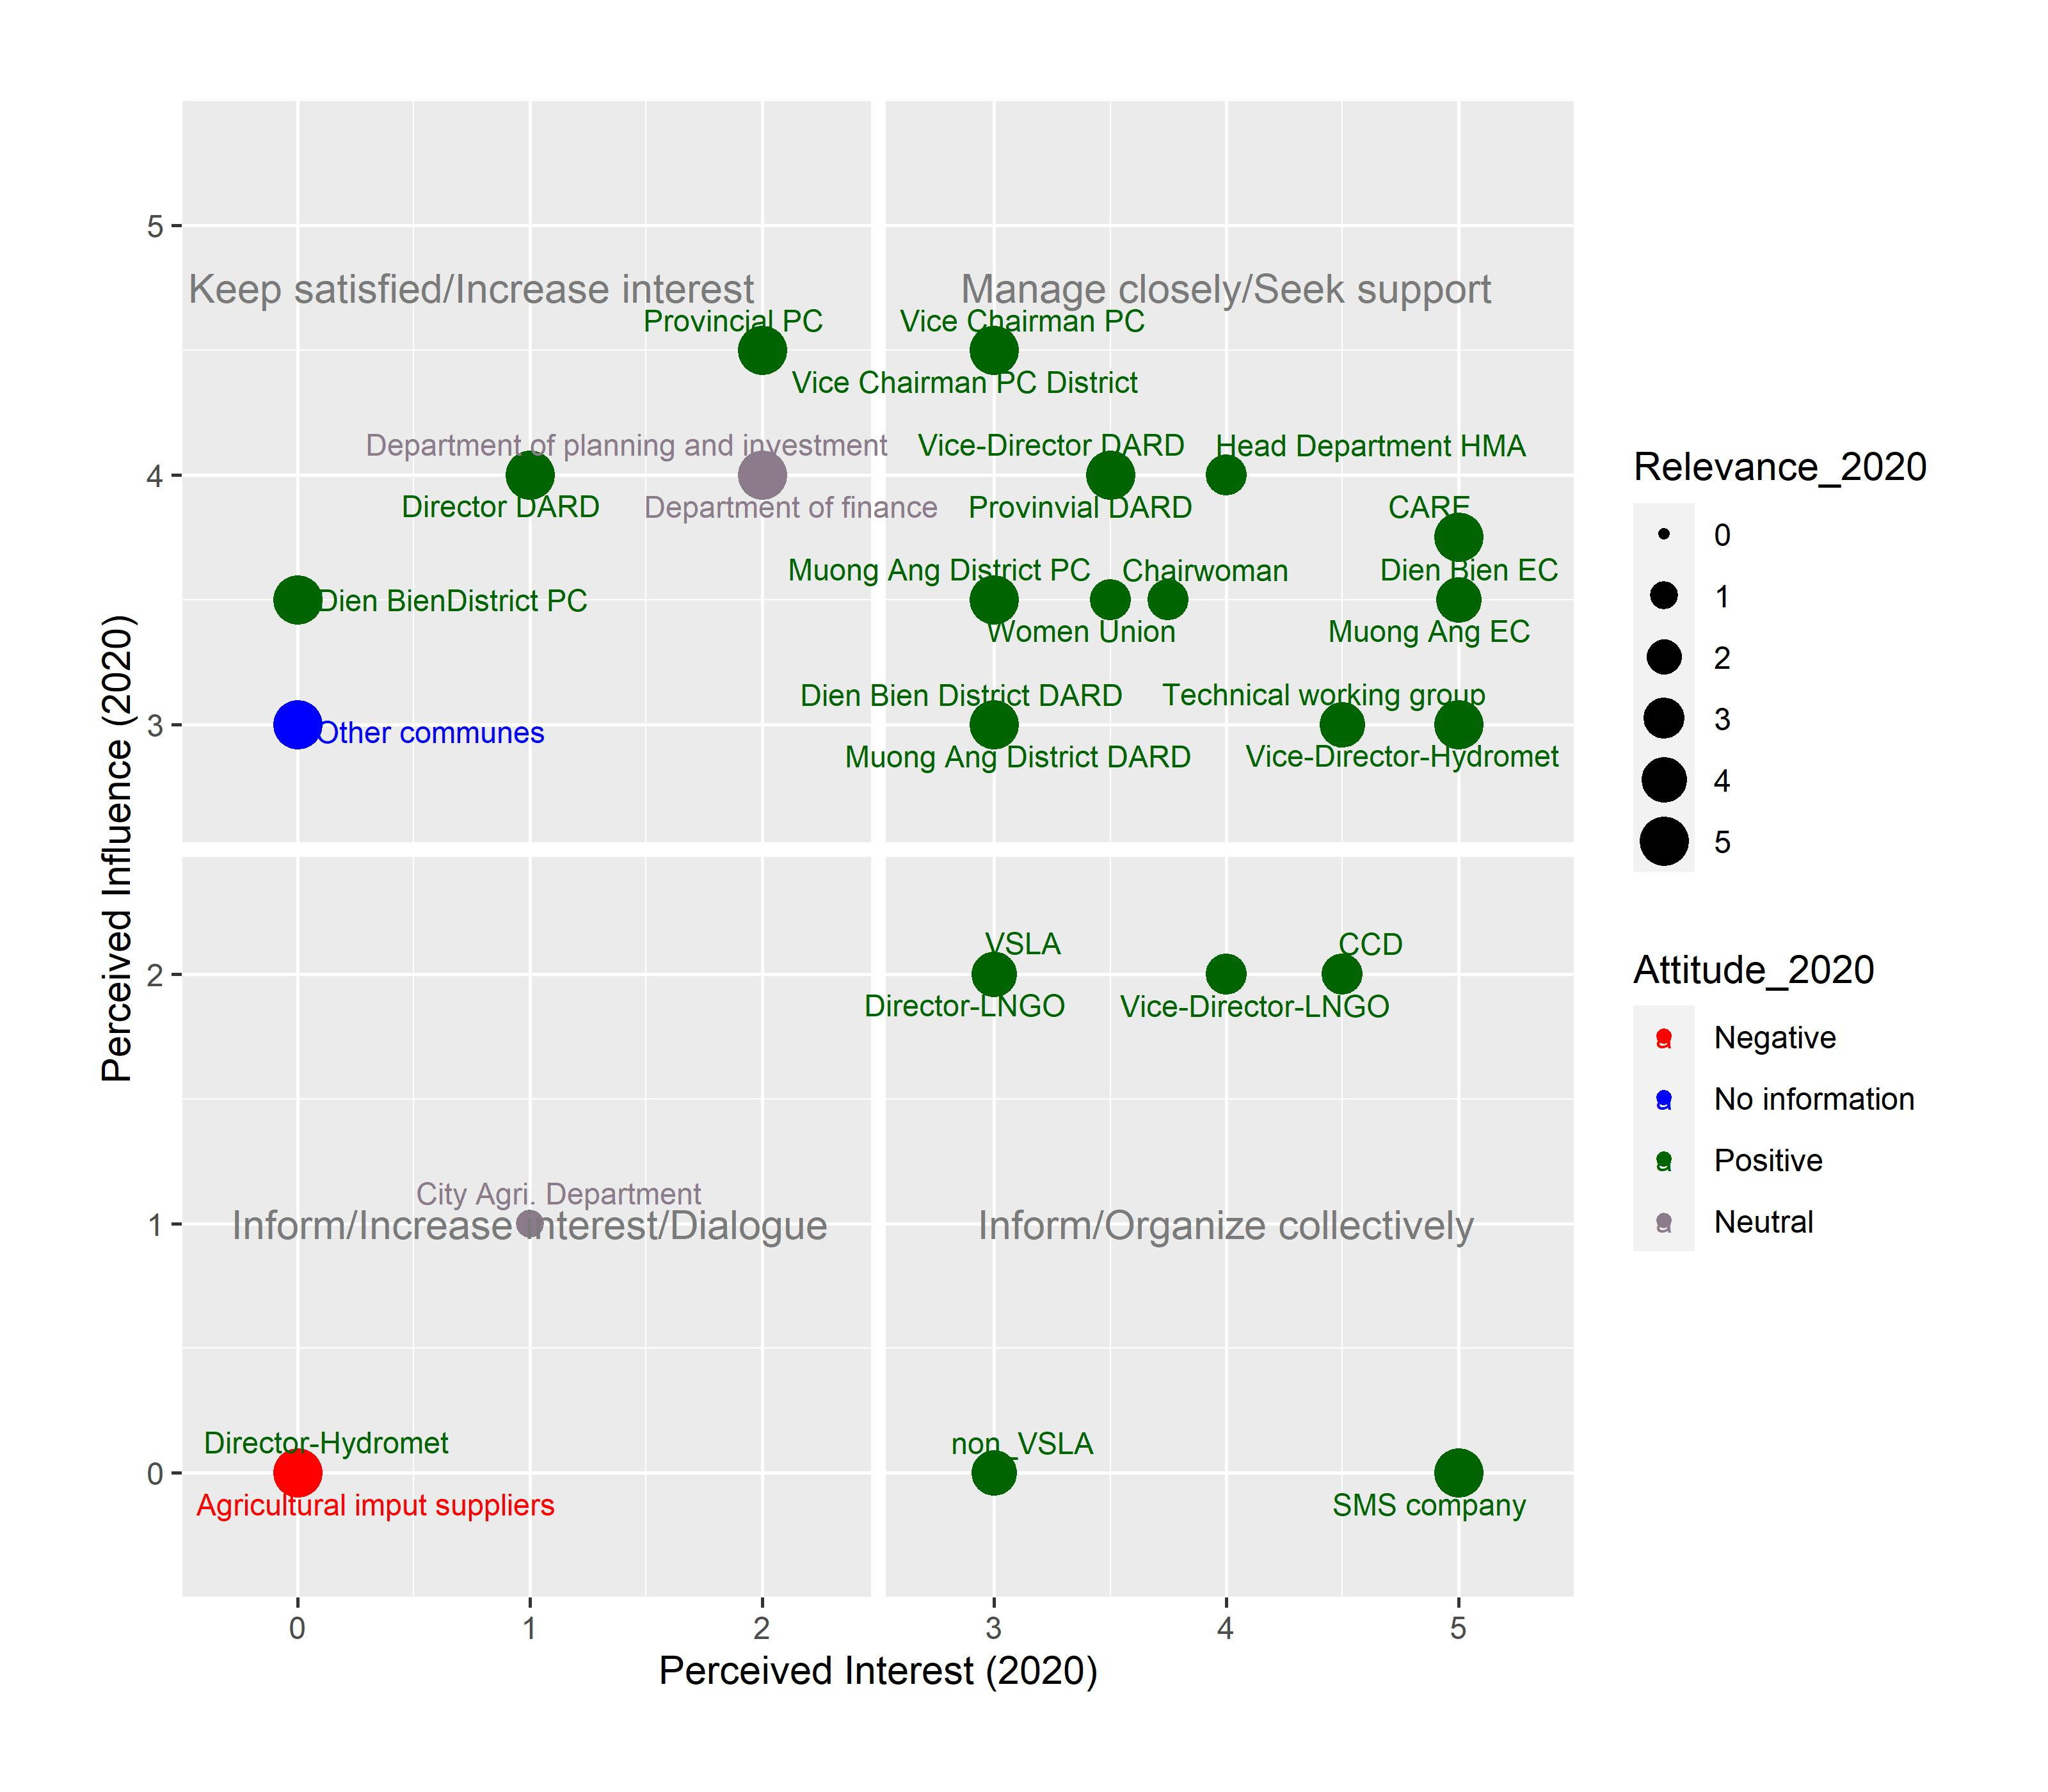 Keep satisfied/Increase interest
Manage closely/Seek support
Provincial PC
Vice Chairman PC
Vice Chairman PC District
Department of planning and investment
Vice-Director DARD
Head Department HMA
Director DARD
Department of finance
Provinvial DARD
CARE
Muong Ang District PC
Chairwoman
Dien Bien EC
Dien BienDistrict PC
Women Union
Muong Ang EC
Dien Bien District DARD
Technical working group
Other communes
Muong Ang District DARD
Vice-Director-Hydromet
VSLA
CCD
Director-LNGO
Vice-Director-LNGO
City Agri. Department
Inform/Increase Interest/Dialogue
Inform/Organize collectively
Director-Hydromet
non_VSLA
Agricultural imput suppliers
SMS company
5
4
3
2
1
0
Perceived Influence (2020)
0
1
2
3
4
5
Perceived Interest (2020)
Relevance_2020
0
1
2
3
4
5
Attitude_2020
a Negative
a No information
a Positive
a Neutral